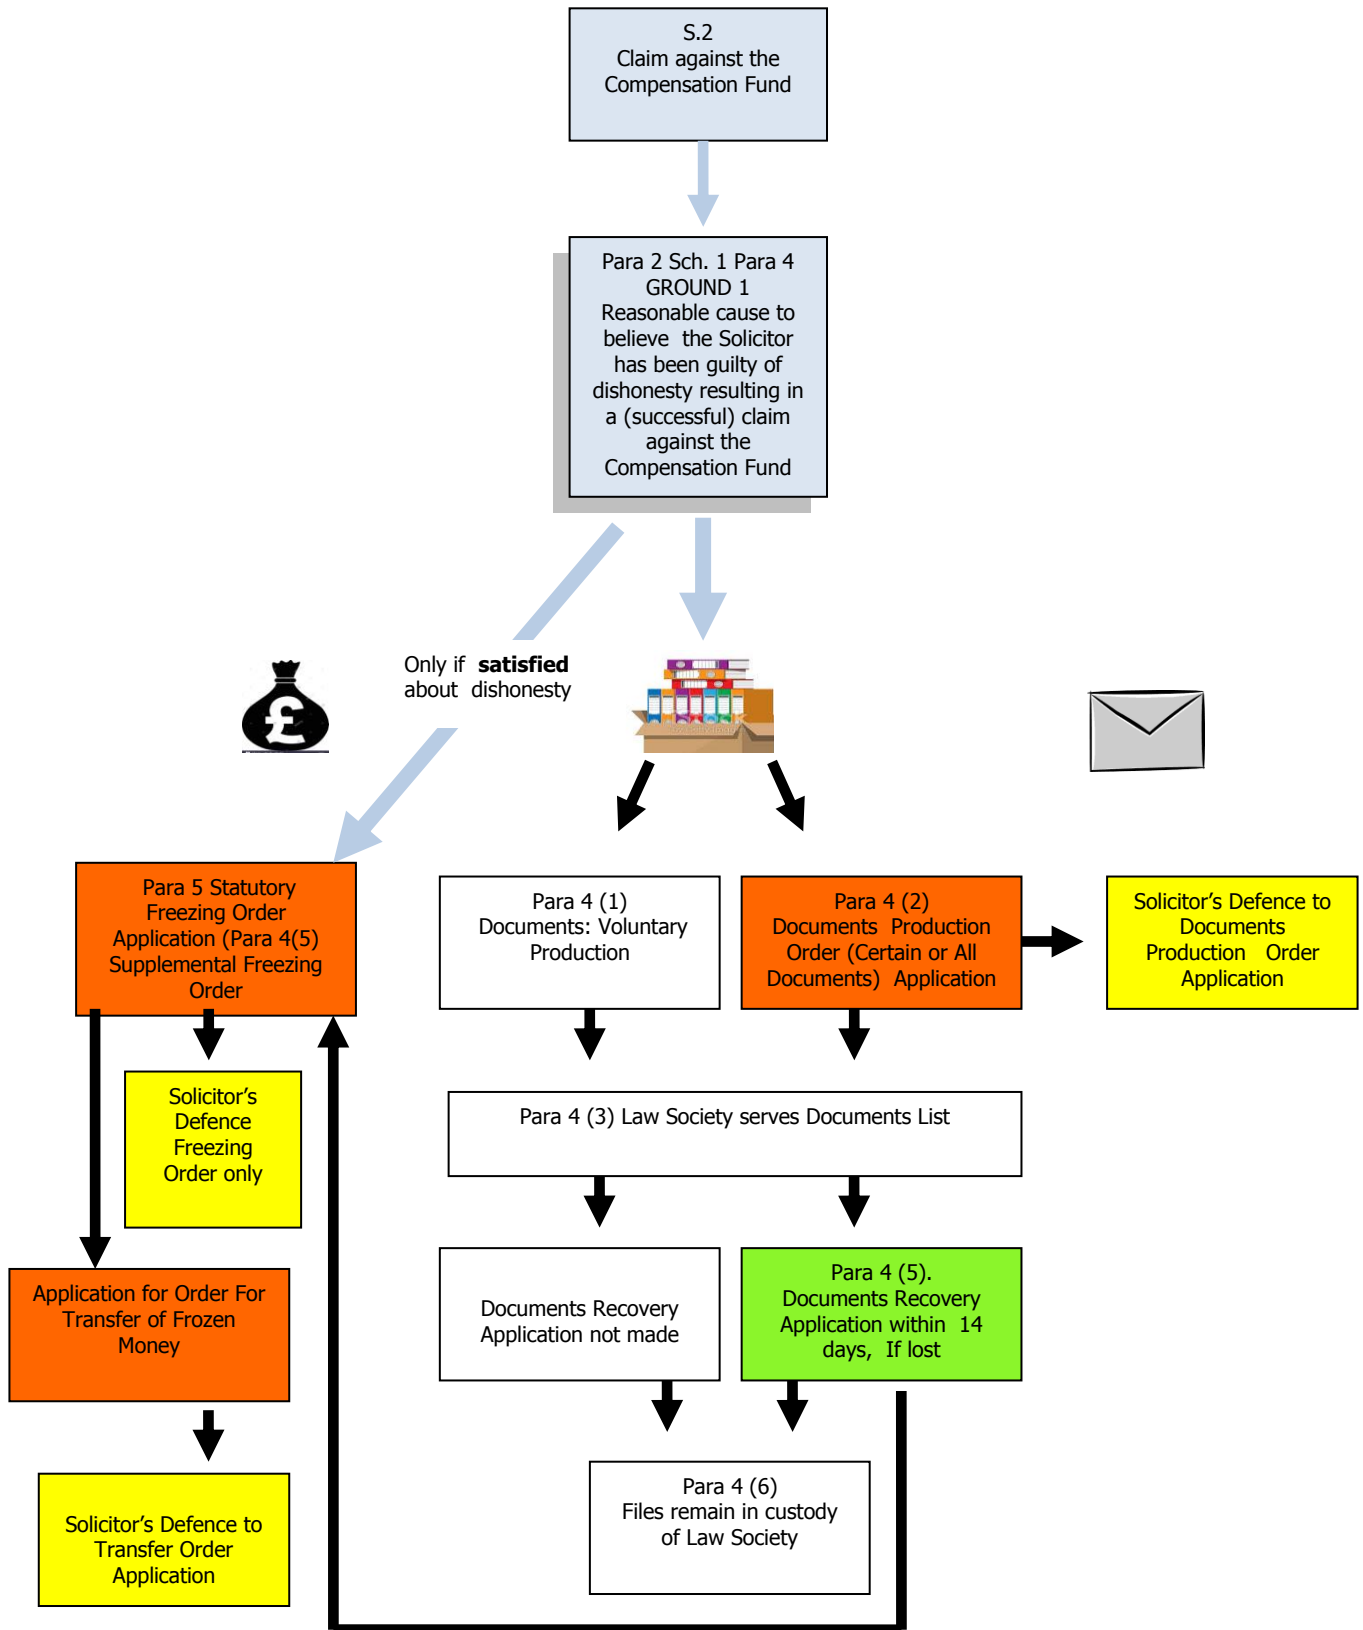 S.2
Claim against the
Compensation Fund
Para 2 Sch. 1 Para 4
GROUND 1
Reasonable cause to
believe the Solicitor
has been guilty of
dishonesty resulting in
a (successful) claim
against the
Compensation Fund
Only if satisfied
about dishonesty
£
Para 5 Statutory
Freezing Order
Application (Para 4(5)
Supplemental Freezing
Order
Para 4 (1)
Documents: Voluntary
Production
Para 4 (2)
Documents Production
Order (Certain or All
Documents) Application
Solicitor’s Defence to
Documents
Production Order
Application
Solicitor’s
Defence
Freezing
Order only
Para 4 (3) Law Society serves Documents List
Application for Order For
Transfer of Frozen
Money
Documents Recovery
Application not made
Para 4 (5).
Documents Recovery
Application within 14
days, If lost
Solicitor’s Defence to
Transfer Order
Application
Para 4 (6)
Files remain in custody
of Law Society